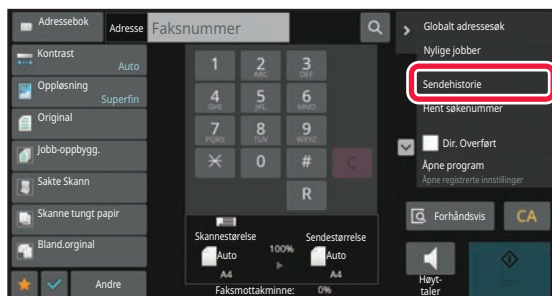 Adressebok
Adresse
Faksnummer
Kontrast
Auto
Oppløsning
Superfin
Original
Jobb-oppbygg.
Sakte Skann
Skanne tungt papir
Bland.orginal
Andre
1
2
ABC
3
DEF
4
GHI
5
JKL
6
MNO
7
PQRS
8
TUV
9
WXYZ
0
#
C
R
Skannestørelse
Auto
A4
100%
Sendestørrelse
Auto
A4
Faksmottakminne: 0%
Globalt adressesøk
Nylige jobber
Sendehistorie
Hent søkenummer
Dir. Overført
Åpne program
Åpne registrerte innstillinger
Forhåndsvis
CA
Høyt-
taler
Start